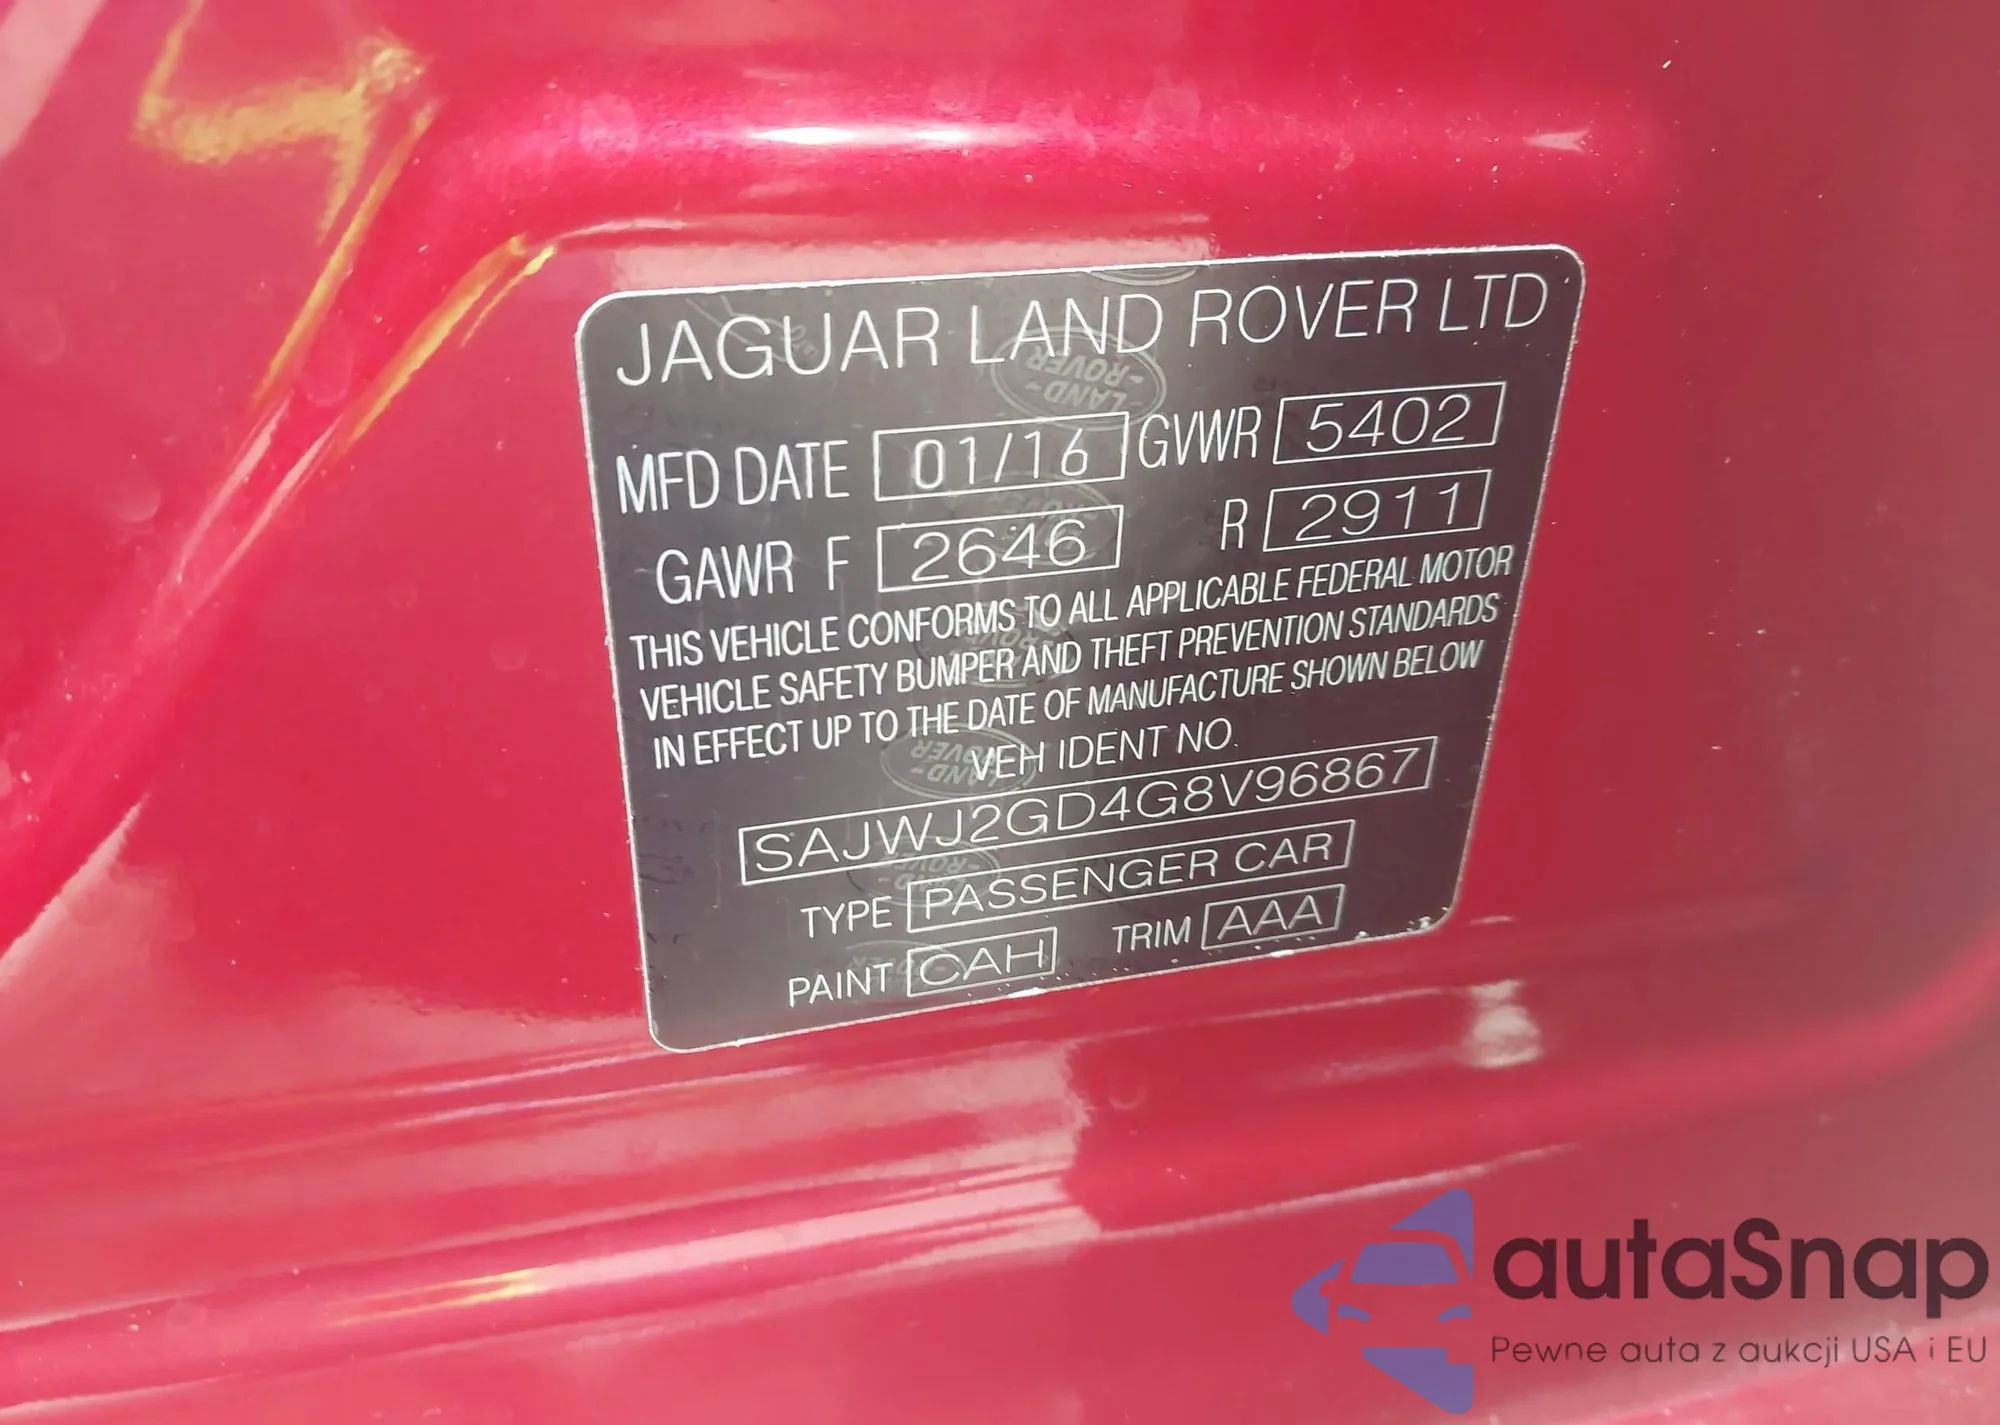 JAGUAR LAND ROVER LTD
MFD DATE 01/16 GVWR 5402
GAWR F 2646 R 2911
THIS VEHICLE CONFORMS TO ALL APPLICABLE FEDERAL MOTOR
VEHICLE SAFETY BUMPER AND THEFT PREVENTION STANDARDS
IN EFFECT UP TO THE DATE OF MANUFACTURE SHOWN BELOW
VEH IDENT NO.
SAJWJ2GD4G8V96867
TYPE PASSENGER CAR
PAINT CAH TRIM AAA
autaSnap
Pewne auta z aukcji USA i EU